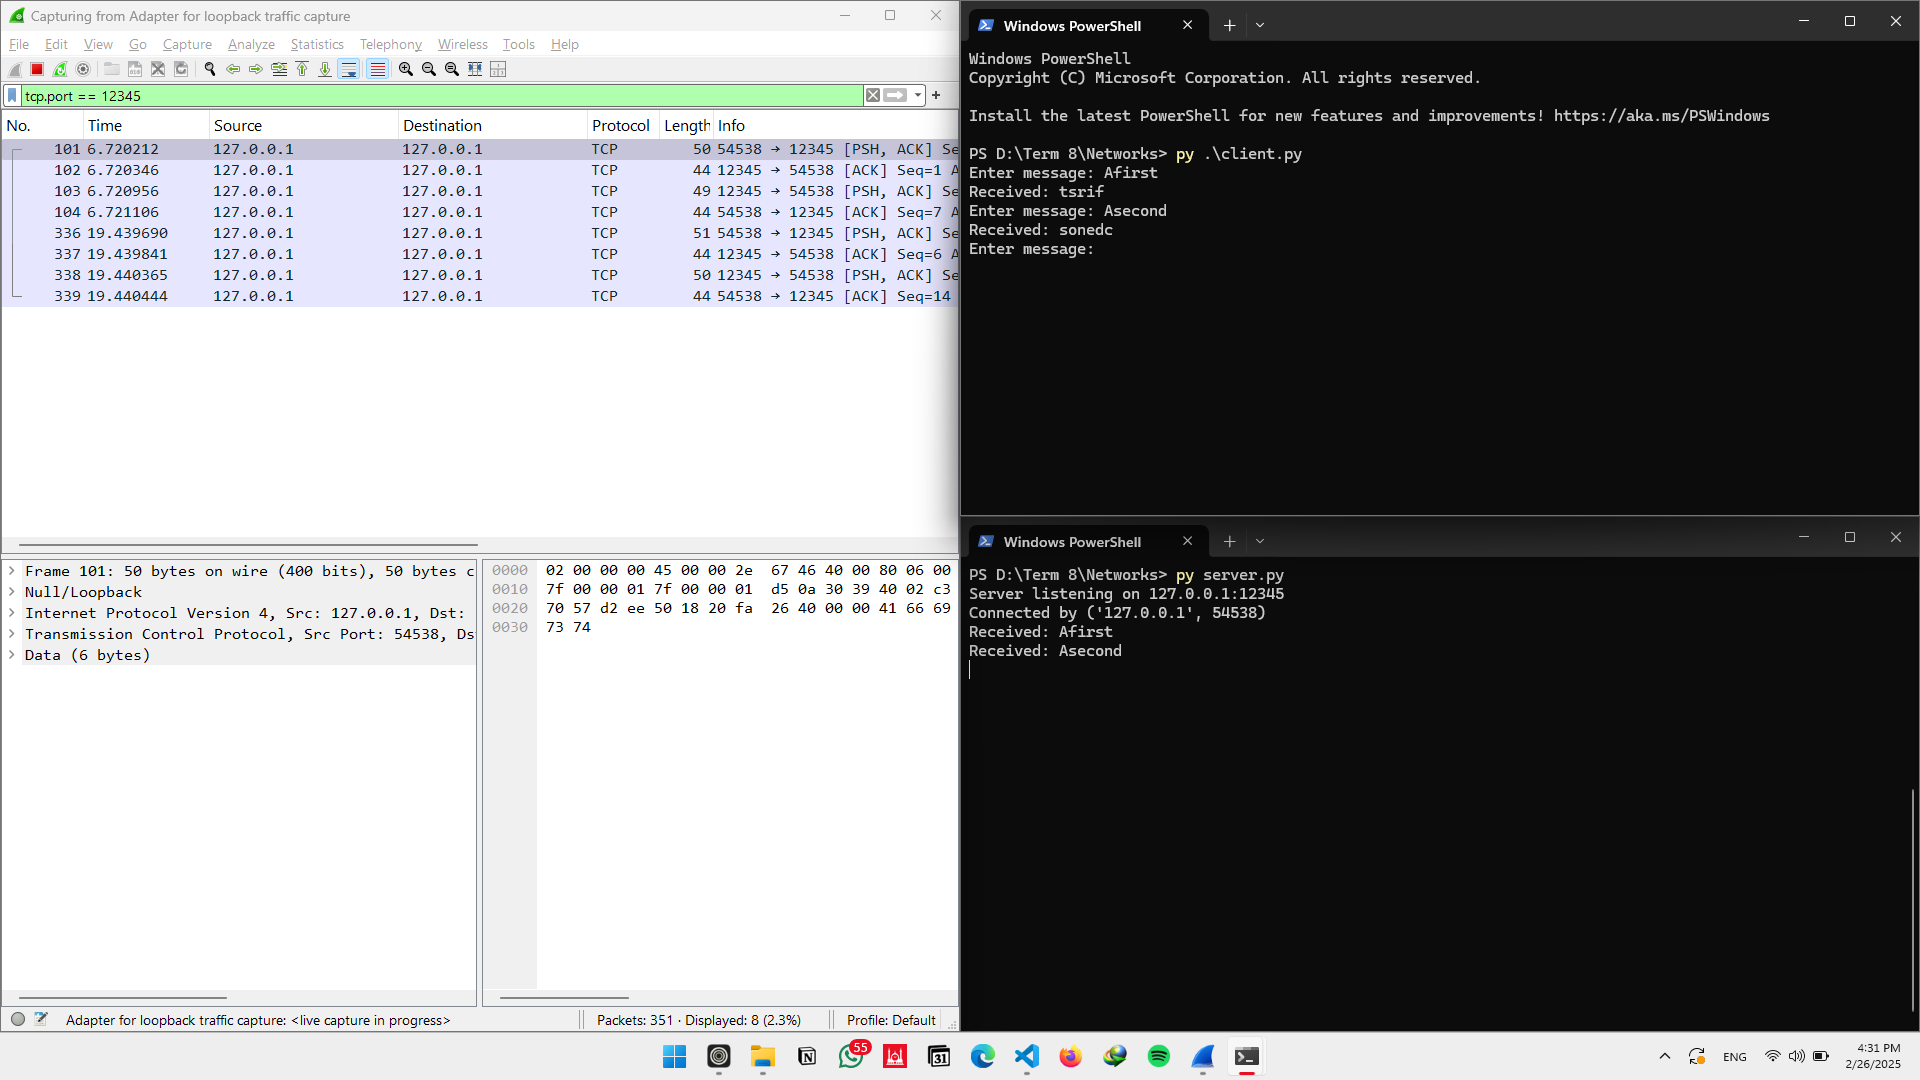 Capturing from Adapter for loopback traffic capture
File Edit View Go Capture Analyze Statistics Telephony Wireless Tools Help
tcp.port == 12345
No. Time Source Destination Protocol Length Info
101 6.720212 127.0.0.1 127.0.0.1 TCP 50 54538 → 12345 [PSH, ACK] Se
102 6.720346 127.0.0.1 127.0.0.1 TCP 44 12345 → 54538 [ACK] Seq=1 A
103 6.720956 127.0.0.1 127.0.0.1 TCP 49 12345 → 54538 [PSH, ACK] Se
104 6.721106 127.0.0.1 127.0.0.1 TCP 44 54538 → 12345 [ACK] Seq=7 A
336 19.439690 127.0.0.1 127.0.0.1 TCP 51 54538 → 12345 [PSH, ACK] Se
337 19.439841 127.0.0.1 127.0.0.1 TCP 44 12345 → 54538 [ACK] Seq=6 A
338 19.440365 127.0.0.1 127.0.0.1 TCP 50 12345 → 54538 [PSH, ACK] Se
339 19.440444 127.0.0.1 127.0.0.1 TCP 44 54538 → 12345 [ACK] Seq=14
Frame 101: 50 bytes on wire (400 bits), 50 bytes c
Null/Loopback
Internet Protocol Version 4, Src: 127.0.0.1, Dst:
Transmission Control Protocol, Src Port: 54538, Ds
Data (6 bytes)
0000 02 00 00 00 45 00 00 2e 67 46 40 00 80 06 00
0010 7f 00 00 01 7f 00 00 01 d5 0a 30 39 40 02 c3
0020 70 57 d2 ee 50 18 20 fa 26 40 00 00 41 66 69
0030 73 74
Adapter for loopback traffic capture: <live capture in progress>
Packets: 351 · Displayed: 8 (2.3%)
Profile: Default
Windows PowerShell
Windows PowerShell
Copyright (C) Microsoft Corporation. All rights reserved.
Install the latest PowerShell for new features and improvements! https://aka.ms/PSWindows
PS D:\Term 8\Networks> py .\client.py
Enter message: Afirst
Received: tsrif
Enter message: Asecond
Received: sonedc
Enter message:
Windows PowerShell
PS D:\Term 8\Networks> py server.py
Server listening on 127.0.0.1:12345
Connected by ('127.0.0.1', 54538)
Received: Afirst
Received: Asecond
55
31
ENG
4:31 PM
2/26/2025